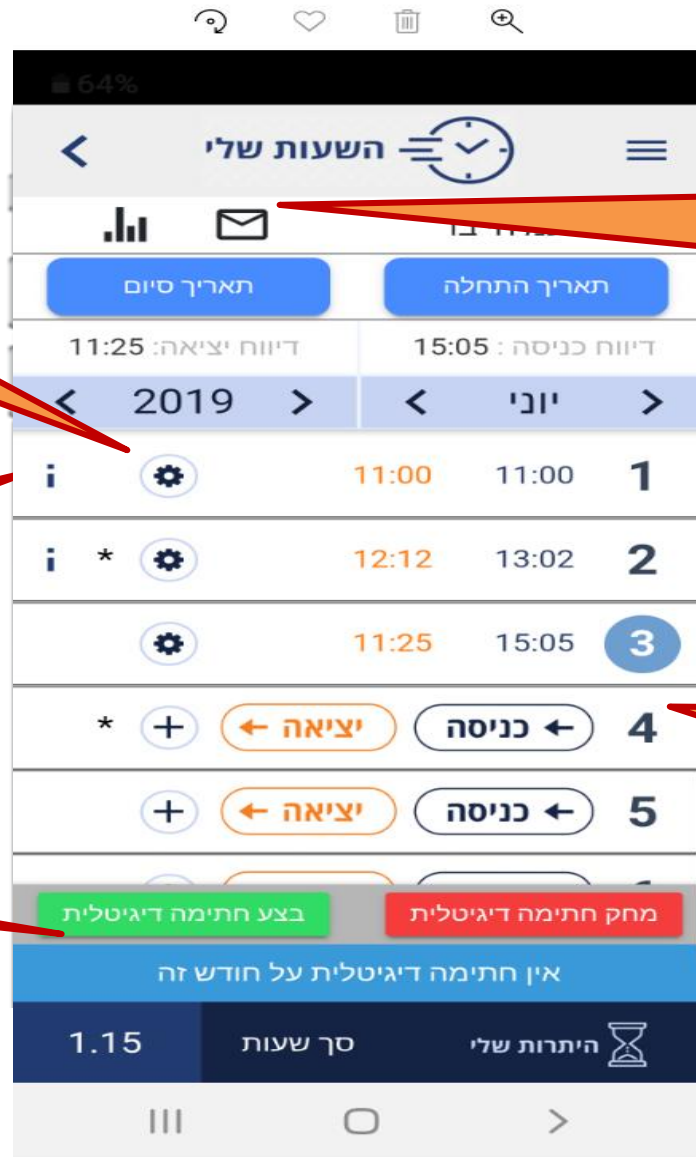 64%
השעות שלי
תאריך התחלה תאריך סיום
דיווח כניסה : 15:05 דיווח יציאה: 11:25
< יוני > < 2019 >
1 11:00 11:00 i
2 13:02 12:12 * i
3 15:05 11:25
4 כניסה יציאה + *
5 כניסה יציאה +
מחק חתימה דיגיטלית בצע חתימה דיגיטלית
אין חתימה דיגיטלית על חודש זה
היתרות שלי סך שעות 1.15